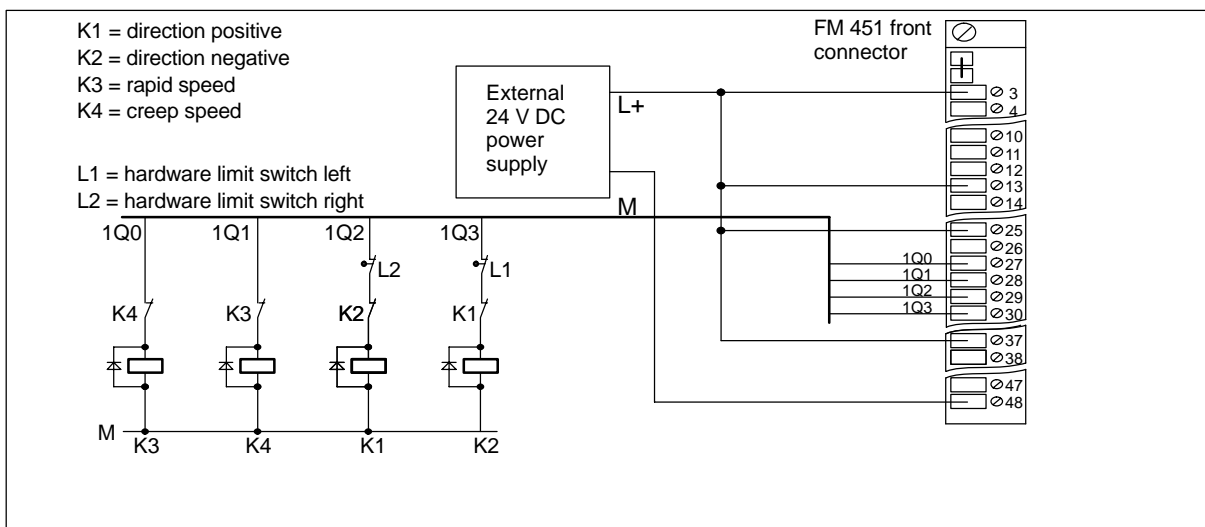 K1 = direction positive
K2 = direction negative
K3 = rapid speed
K4 = creep speed
L1 = hardware limit switch left
L2 = hardware limit switch right
External
24 V DC
power
supply
L+
M
FM 451 front
connector
3
4
10
11
12
13
14
25
26
1Q0 27
1Q1 28
1Q2 29
1Q3 30
37
38
47
48
1Q0 1Q1 1Q2 1Q3
L2 L1
K4 K3 K2 K1
M
K3 K4 K1 K2